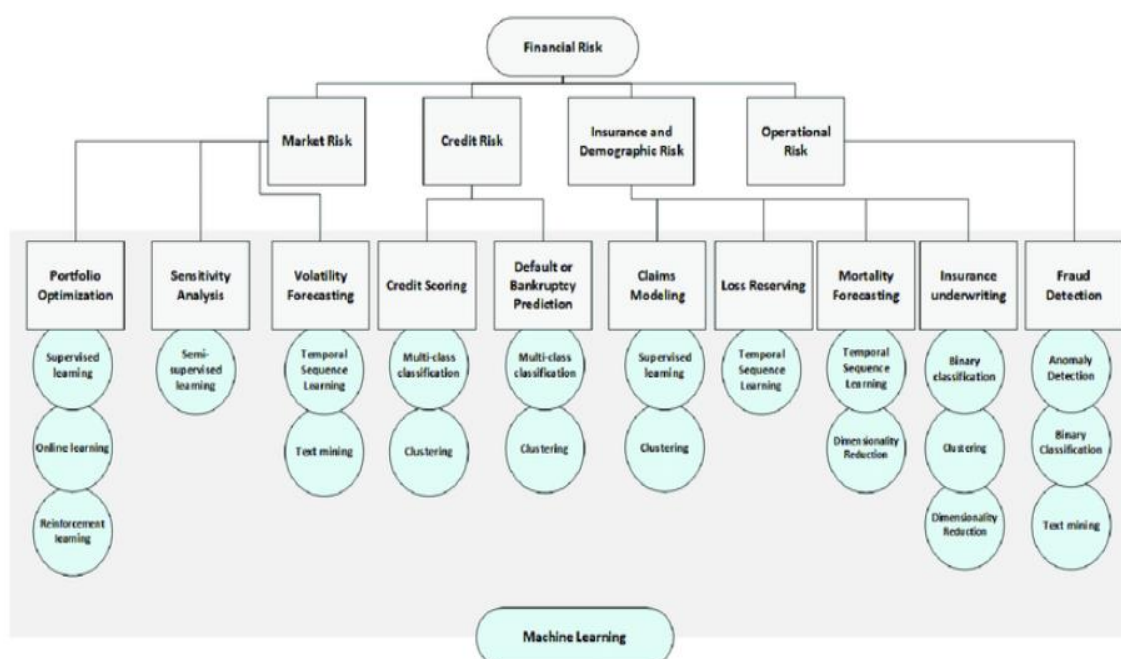 Financial Risk
Market Risk
Credit Risk
Insurance and
Demographic Risk
Operational
Risk
Portfolio
Optimization
Sensitivity
Analysis
Volatility
Forecasting
Credit Scoring
Default or
Bankruptcy
Prediction
Claims
Modeling
Loss Reserving
Mortality
Forecasting
Insurance
underwriting
Fraud
Detection
Supervised
learning
Online learning
Reinforcement
learning
Semi-
supervised
learning
Temporal
Sequence
Learning
Text mining
Multi-class
classification
Clustering
Multi-class
classification
Clustering
Supervised
learning
Clustering
Temporal
Sequence
Learning
Temporal
Sequence
Learning
Dimensionality
Reduction
Binary
classification
Clustering
Dimensionality
Reduction
Anomaly
Detection
Binary
Classification
Text mining
Machine Learning